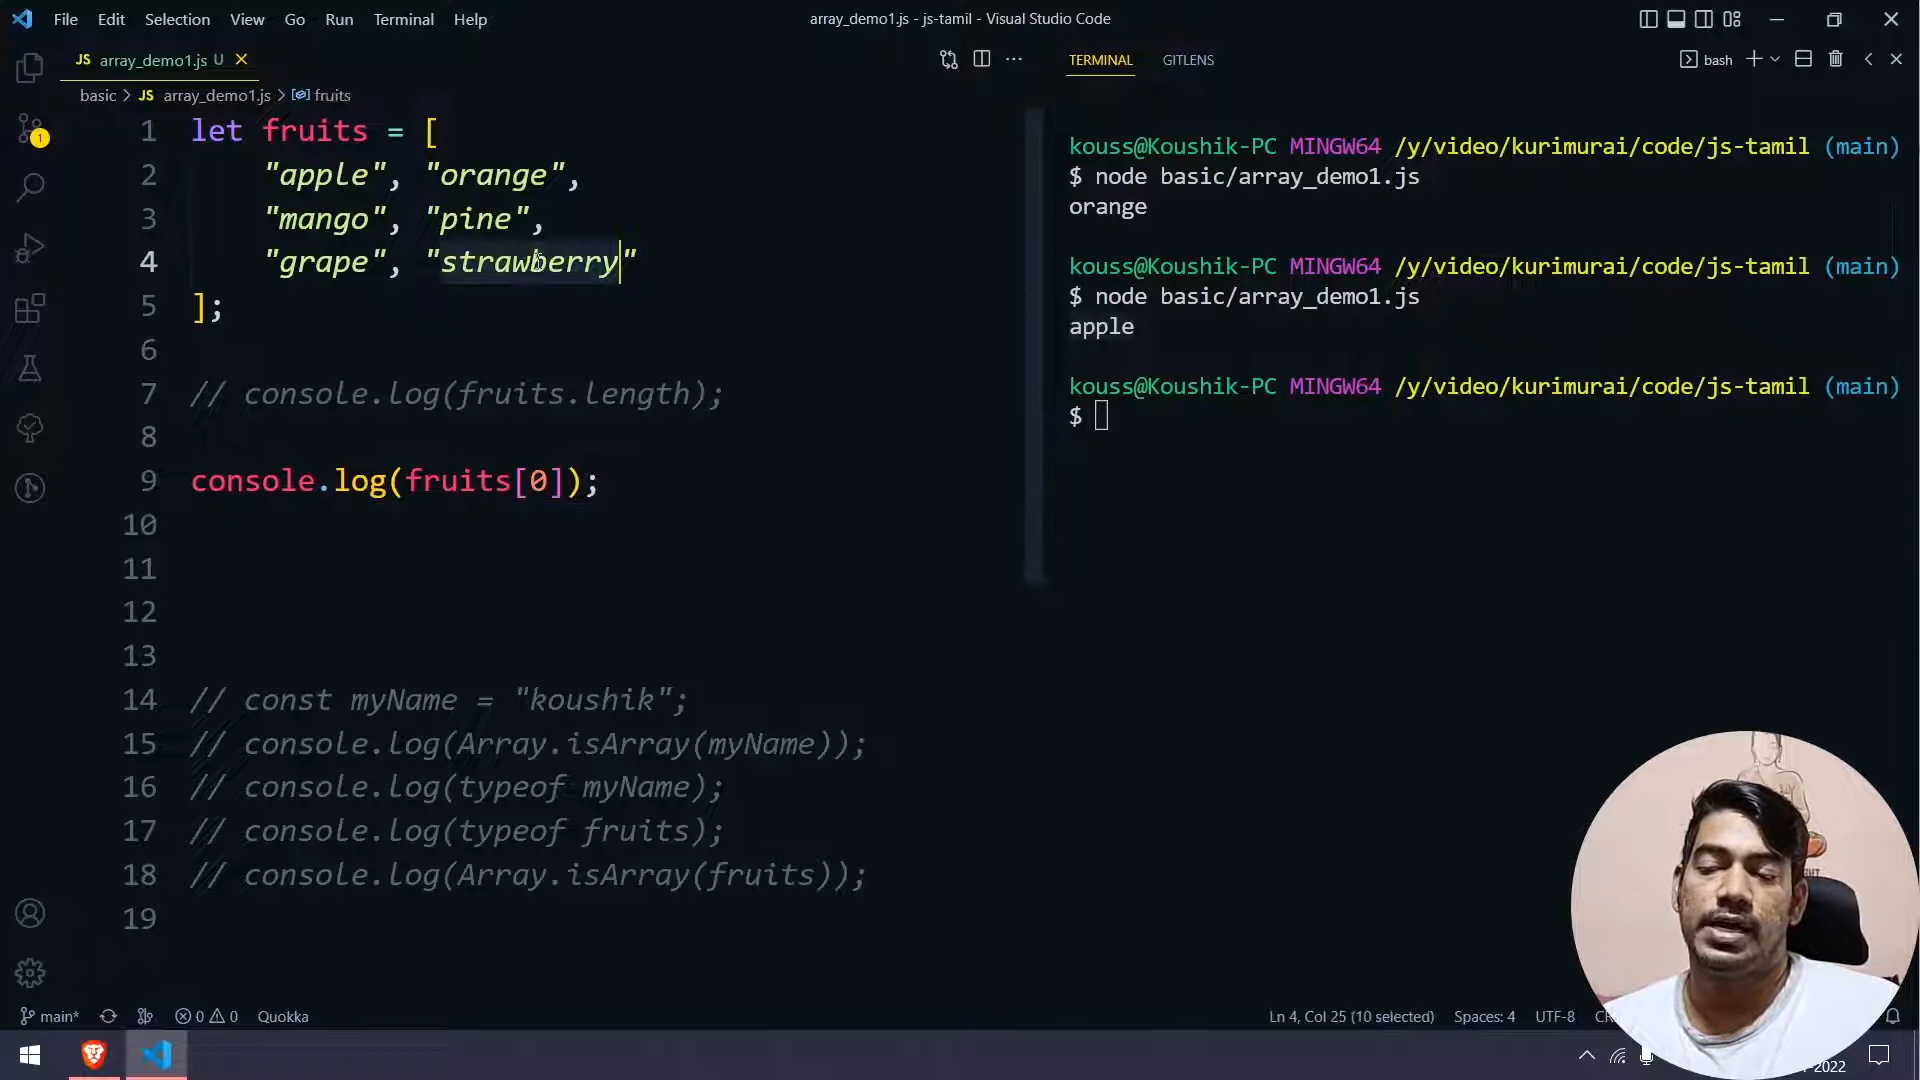 File Edit Selection View Go Run Terminal Help
array_demo1.js - js-tamil - Visual Studio Code
JS array_demo1.js U
basic > JS array_demo1.js > fruits
1 let fruits = [
2 "apple", "orange",
3 "mango", "pine",
4 "grape", "strawberry"
5 ];
6
7 // console.log(fruits.length);
8
9 console.log(fruits[0]);
10
11
12
13
14 // const myName = "koushik";
15 // console.log(Array.isArray(myName));
16 // console.log(typeof myName);
17 // console.log(typeof fruits);
18 // console.log(Array.isArray(fruits));
19
TERMINAL GITLENS
bash
kouss@Koushik-PC MINGW64 /y/video/kurimurai/code/js-tamil (main)
$ node basic/array_demo1.js
orange
kouss@Koushik-PC MINGW64 /y/video/kurimurai/code/js-tamil (main)
$ node basic/array_demo1.js
apple
kouss@Koushik-PC MINGW64 /y/video/kurimurai/code/js-tamil (main)
$
1
main* 0 0 Quokka
Ln 4, Col 25 (10 selected) Spaces: 4 UTF-8
-2022